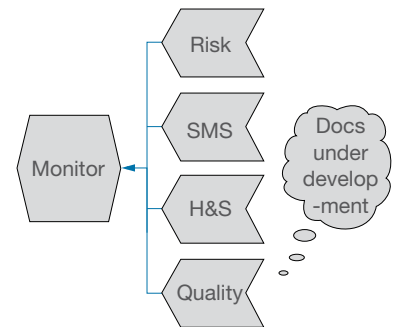 Risk
SMS
Monitor
H&S
Quality
Docs
under
develop
-ment